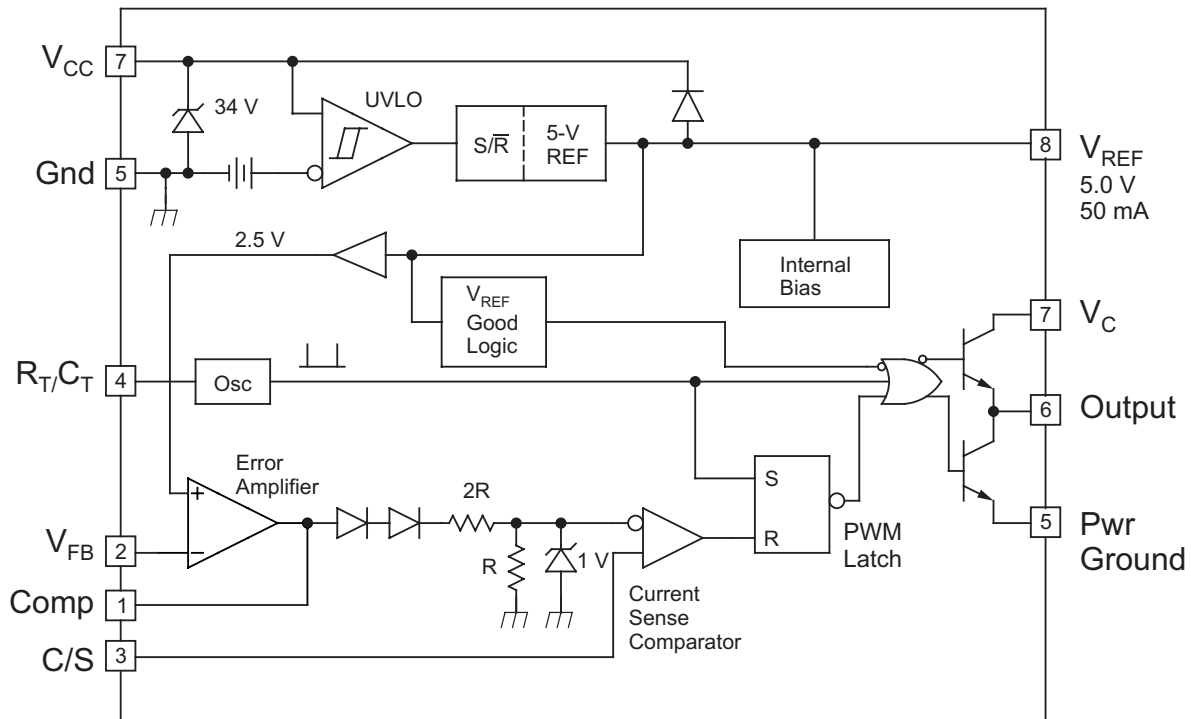 VCC
7
34 V
UVLO
S/R̅
5-V
REF
8
VREF
5.0 V
50 mA
Gnd
5
2.5 V
Internal
Bias
VREF
Good
Logic
7
VC
RT/CT
4
Osc
6
Output
Error
Amplifier
+
−
2R
S
R
PWM
Latch
5
Pwr
Ground
VFB
2
R
1 V
Comp
1
Current
Sense
Comparator
C/S
3